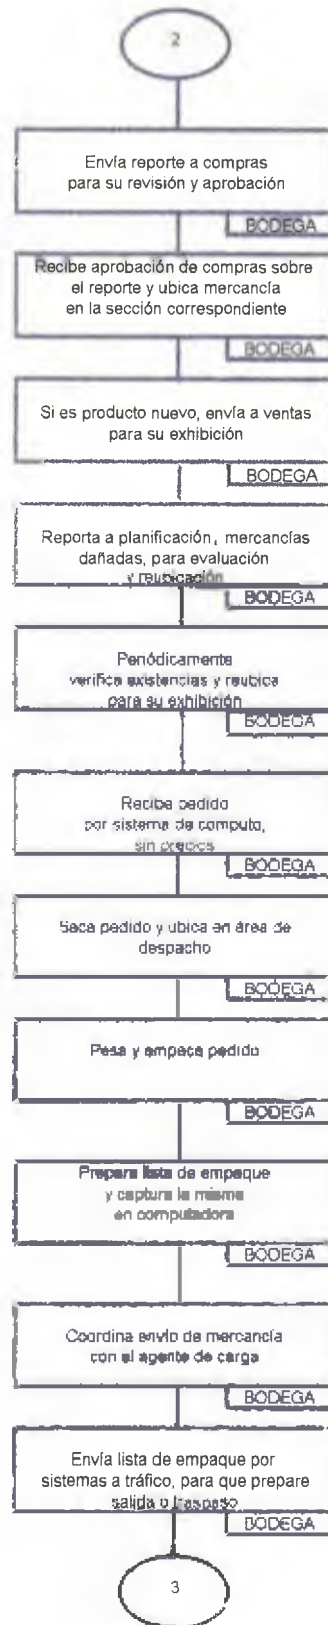 2
Envía reporte a compras
para su revisión y aprobación
BODEGA
Recibe aprobación de compras sobre
el reporte y ubica mercancía
en la sección correspondiente
BODEGA
Si es producto nuevo, envía a ventas
para su exhibición
BODEGA
Reporta a planificación, mercancías
dañadas, para evaluación
y reubicación
BODEGA
Periódicamente
verifica existencias y reubica
para su exhibición
BODEGA
Recibe pedido
por sistema de computo,
sin precios
BODEGA
Saca pedido y ubica en área de
despacho
BODEGA
Pesa y empaca pedido
BODEGA
Prepara lista de empaque
y captura la misma
en computadora
BODEGA
Coordina envío de mercancía
con el agente de carga
BODEGA
Envía lista de empaque por
sistemas a tráfico, para que prepare
salida o traspaso
BODEGA
3